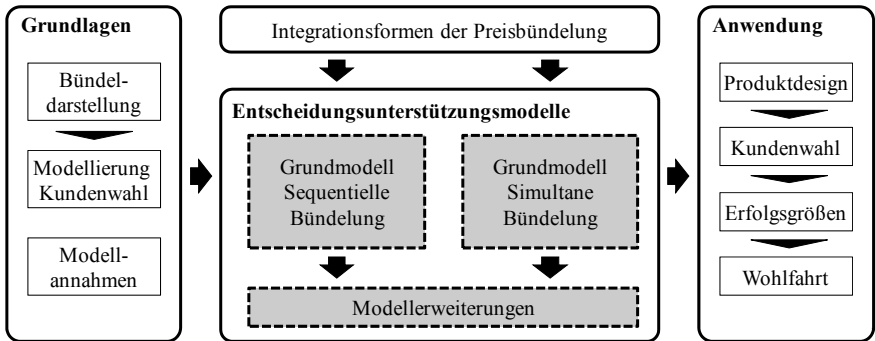 Grundlagen
Bündel-
darstellung
Modellierung
Kundenwahl
Modell-
annahmen
Integrationsformen der Preisbündelung
Entscheidungsunterstützungsmodelle
Grundmodell
Sequentielle
Bündelung
Grundmodell
Simultane
Bündelung
Modellerweiterungen
Anwendung
Produktdesign
Kundenwahl
Erfolgsgrößen
Wohlfahrt